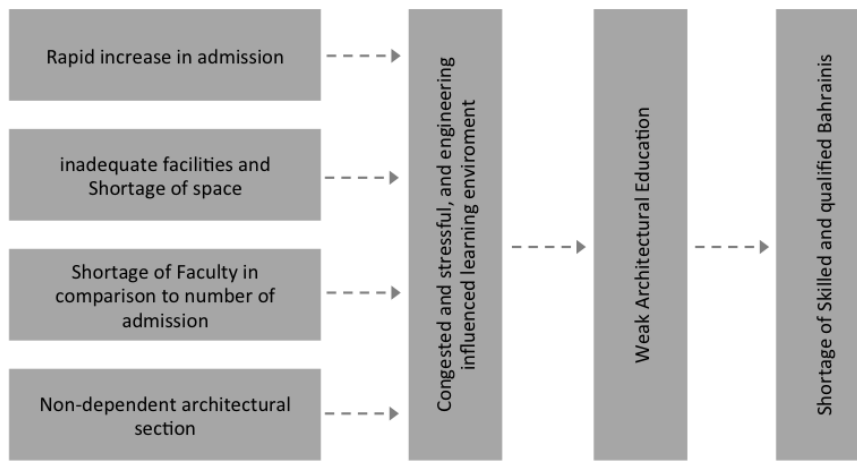 Rapid increase in admission
inadequate facilities and
Shortage of space
Shortage of Faculty in
comparison to number of
admission
Non-dependent architectural
section
Congested and stressful, and engineering
influenced learning enviroment
Weak Architectural Education
Shortage of Skilled and qualified Bahrainis